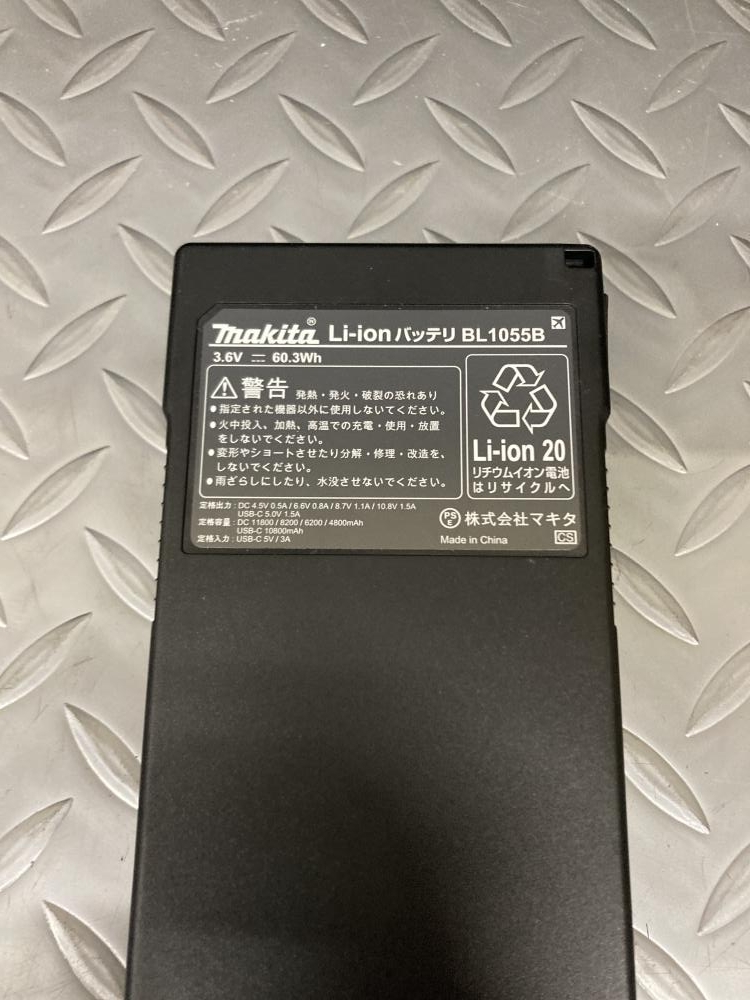 makita® Li-ionバッテリ BL1055B
3.6V ⎓ 60.3Wh
⚠警告 発熱・発火・破裂の恐れあり
●指定された機器以外に使用しないでください。
●火中投入、加熱、高温での充電・使用・放置
をしないでください。
●変形やショートさせたり分解・修理・改造を、
しないでください。
●雨ざらしにしたり、水没させないでください。
Li-ion 20
リチウムイオン電池
はリサイクルへ
定格出力 : DC 4.5V 0.5A / 6.6V 0.8A / 8.7V 1.1A / 10.8V 1.5A
USB-C 5.0V 1.5A
定格容量 : DC 11800 / 8200 / 6200 / 4800mAh
USB-C 10800mAh
定格入力 : USB-C 5V / 3A
PSE 株式会社マキタ
Made in China CS